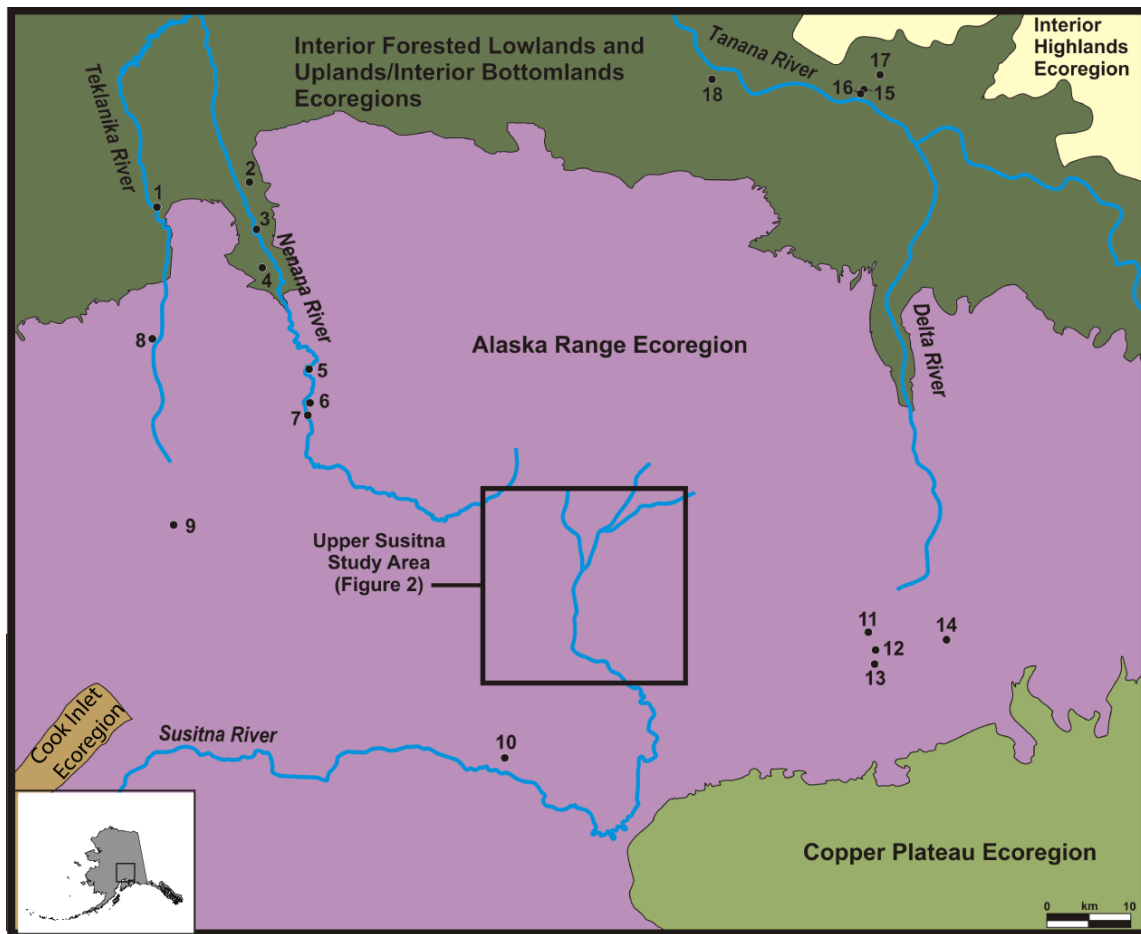 Interior Forested Lowlands and
Uplands/Interior Bottomlands
Ecoregions
Tanana River
Interior
Highlands
Ecoregion
Teklanika River
17
18
16
15
2
1
3
Nenana River
4
8
Alaska Range Ecoregion
Delta River
5
6
7
9
Upper Susitna
Study Area
(Figure 2)
11
12
13
14
Cook Inlet
Ecoregion
Susitna River
10
Copper Plateau Ecoregion
0 km 10